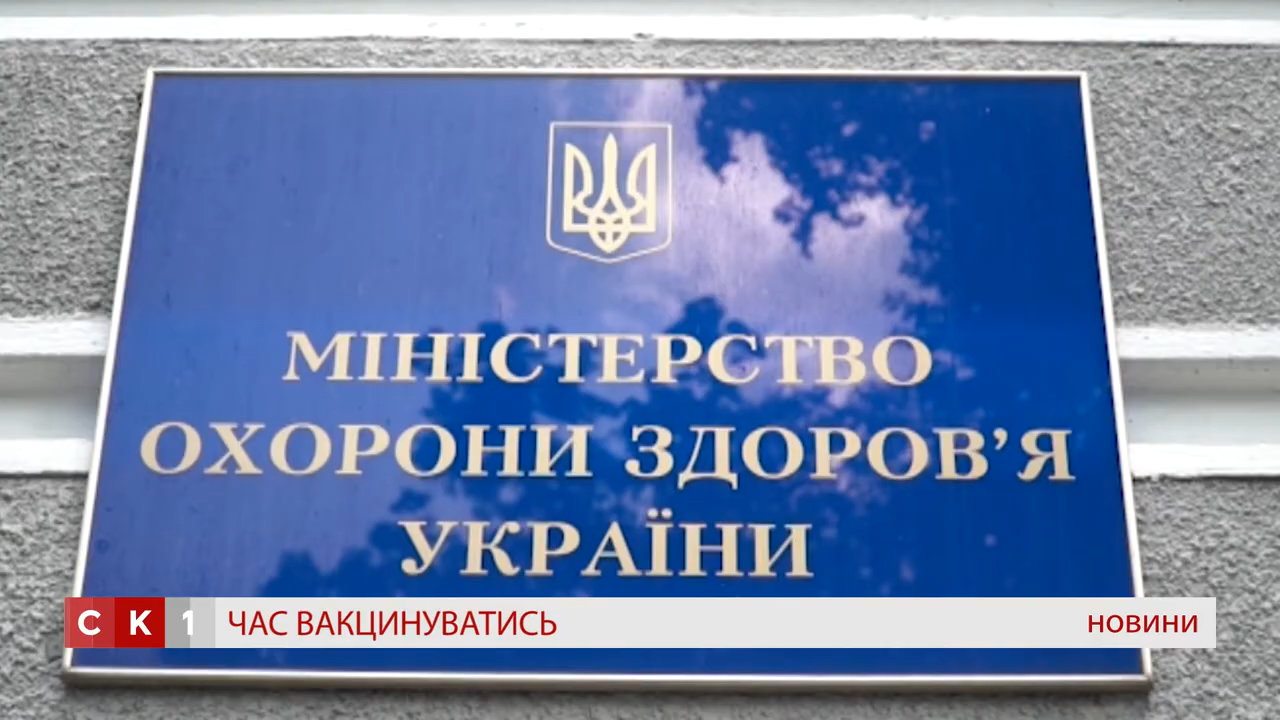 МІНІСТЕРСТВО
ОХОРОНИ ЗДОРОВ’Я
УКРАЇНИ
СК1 ЧАС ВАКЦИНУВАТИСЬ НОВИНИ